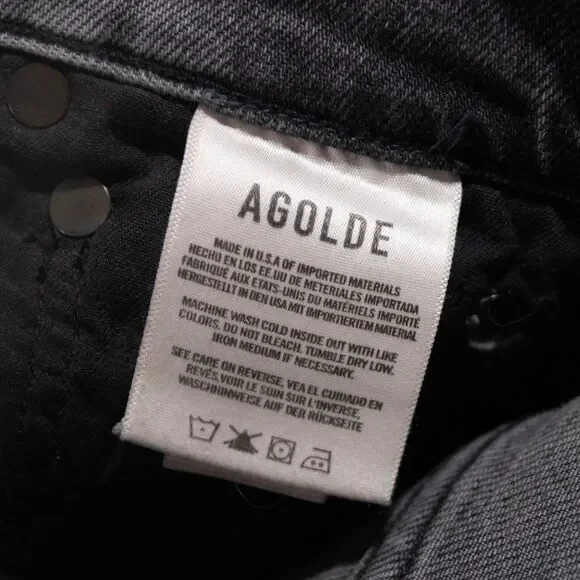 AGOLDE
MADE IN U.S.A OF IMPORTED MATERIALS
HECHO EN LOS EE.UU DE METERIALES IMPORTADA
FABRIQUÉ AUX ETATS-UNIS DU MATÉRIELS IMPORTÉ
HERGESTELLT IN DEN USA MIT IMPORTIERTEM MATERIAL
MACHINE WASH COLD INSIDE OUT WITH LIKE
COLORS, DO NOT BLEACH. TUMBLE DRY LOW.
IRON MEDIUM IF NECESSARY.
SEE CARE ON REVERSE, VEA EL CUIDADO EN
REVÉS, VOIR LE SOIN SUR L'INVERSE,
WASCHHINWEISE AUF DER RÜCKSEITE